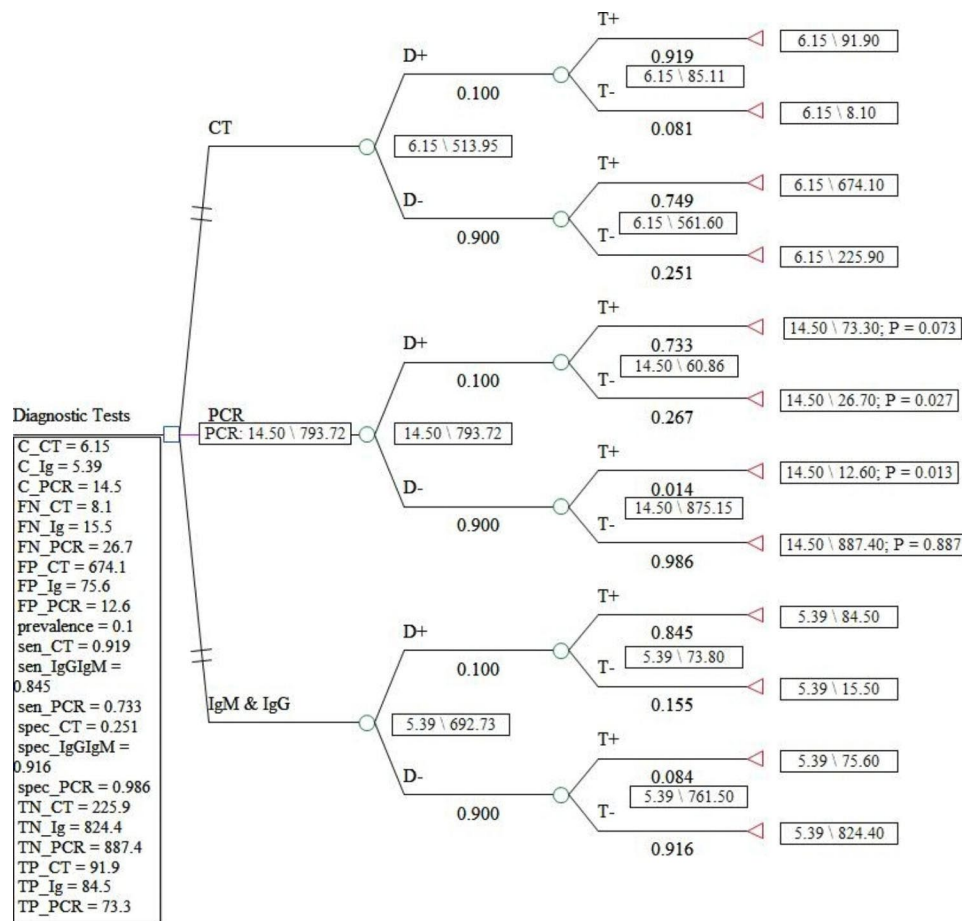 T+
6.15 \ 91.90
D+
0.919
6.15 \ 85.11
0.100
T-
6.15 \ 8.10
CT
0.081
6.15 \ 513.95
T+
6.15 \ 674.10
D-
0.749
6.15 \ 561.60
0.900
T-
6.15 \ 225.90
0.251
T+
14.50 \ 73.30; P = 0.073
D+
0.733
14.50 \ 60.86
0.100
T-
14.50 \ 26.70; P = 0.027
0.267
Diagnostic Tests
PCR
PCR: 14.50 \ 793.72
14.50 \ 793.72
T+
14.50 \ 12.60; P = 0.013
D-
0.014
14.50 \ 875.15
0.900
T-
14.50 \ 887.40; P = 0.887
0.986
C_CT = 6.15
C_Ig = 5.39
C_PCR = 14.5
FN_CT = 8.1
FN_Ig = 15.5
FN_PCR = 26.7
FP_CT = 674.1
FP_Ig = 75.6
FP_PCR = 12.6
prevalence = 0.1
sen_CT = 0.919
sen_IgGIgM =
0.845
sen_PCR = 0.733
spec_CT = 0.251
spec_IgGIgM =
0.916
spec_PCR = 0.986
TN_CT = 225.9
TN_Ig = 824.4
TN_PCR = 887.4
TP_CT = 91.9
TP_Ig = 84.5
TP_PCR = 73.3
T+
5.39 \ 84.50
D+
0.845
5.39 \ 73.80
0.100
T-
5.39 \ 15.50
IgM & IgG
0.155
5.39 \ 692.73
T+
5.39 \ 75.60
D-
0.084
5.39 \ 761.50
0.900
T-
5.39 \ 824.40
0.916